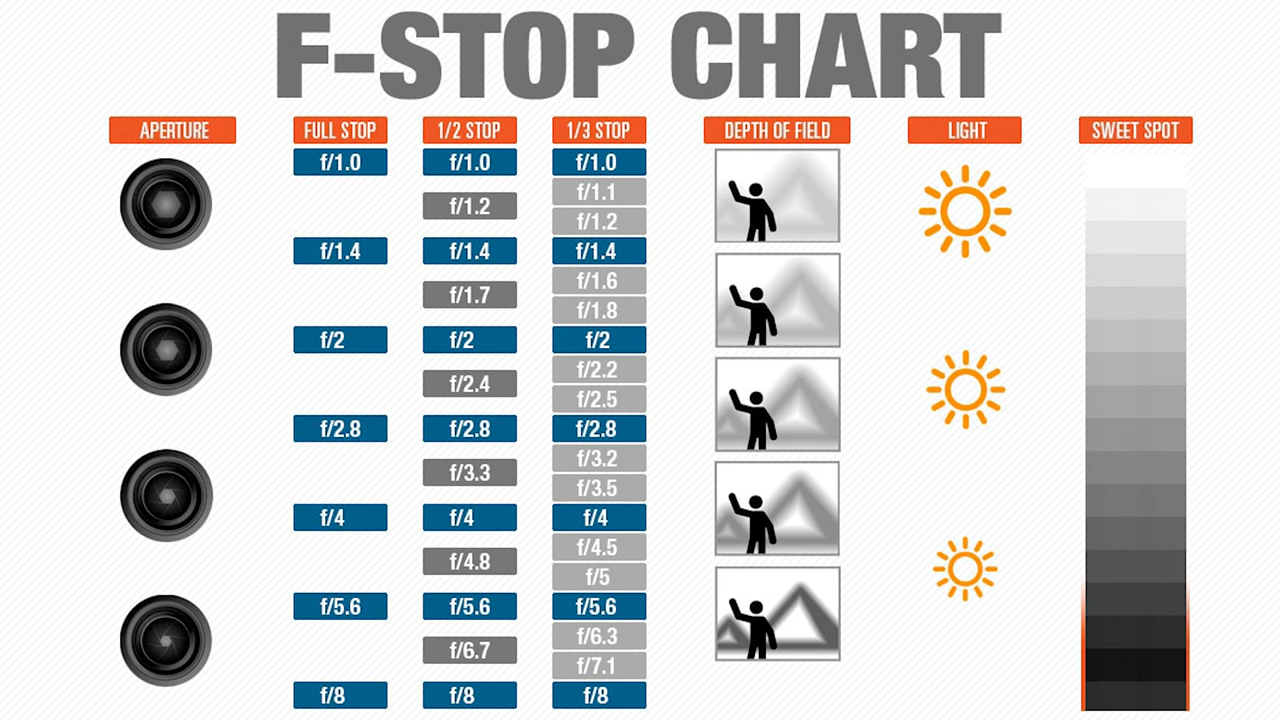 F-STOP CHART
APERTURE FULL STOP 1/2 STOP 1/3 STOP DEPTH OF FIELD LIGHT SWEET SPOT
f/1.0 f/1.0 f/1.0
f/1.1
f/1.2
f/1.2
f/1.4 f/1.4 f/1.4
f/1.6
f/1.7
f/1.8
f/2 f/2 f/2
f/2.2
f/2.4
f/2.5
f/2.8 f/2.8 f/2.8
f/3.2
f/3.3
f/3.5
f/4 f/4 f/4
f/4.5
f/4.8
f/5
f/5.6 f/5.6 f/5.6
f/6.3
f/6.7
f/7.1
f/8 f/8 f/8